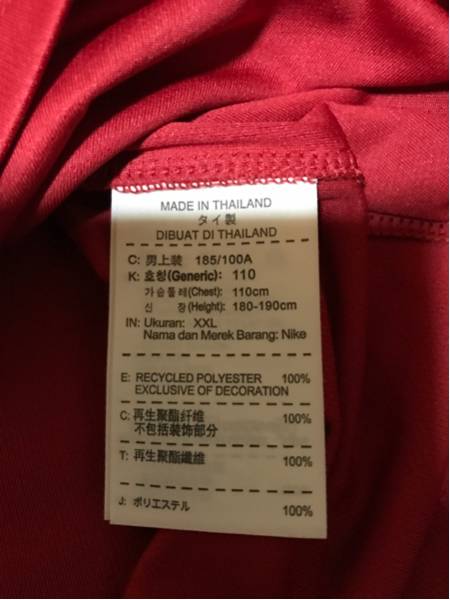 MADE IN THAILAND
タイ製
DIBUAT DI THAILAND
C: 男上装 185/100A
K: 호칭(Generic): 110
가슴둘레(Chest): 110cm
신 장(Height): 180-190cm
IN: Ukuran: XXL
Nama dan Merek Barang: Nike
E: RECYCLED POLYESTER 100%
EXCLUSIVE OF DECORATION
C: 再生聚酯纤维 100%
不包括装饰部分
T: 再生聚酯纖維 100%
J: ポリエステル 100%